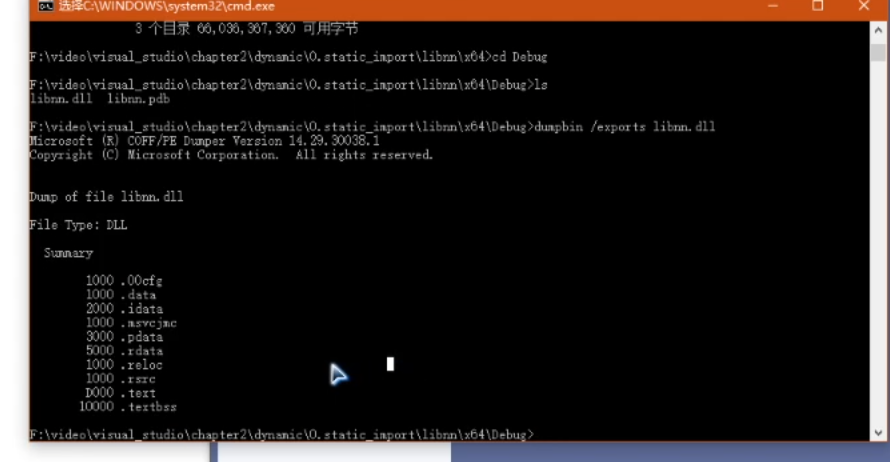 选择C:\WINDOWS\system32\cmd.exe
3 个目录 66,036,367,360 可用字节
F:\video\visual_studio\chapter2\dynamic\0.static_import\libnn\x64>cd Debug
F:\video\visual_studio\chapter2\dynamic\0.static_import\libnn\x64\Debug>ls
libnn.dll  libnn.pdb
F:\video\visual_studio\chapter2\dynamic\0.static_import\libnn\x64\Debug>dumpbin /exports libnn.dll
Microsoft (R) COFF/PE Dumper Version 14.29.30038.1
Copyright (C) Microsoft Corporation.  All rights reserved.
Dump of file libnn.dll
File Type: DLL
Summary
1000 .00cfg
1000 .data
2000 .idata
1000 .msvcjmc
3000 .pdata
5000 .rdata
1000 .reloc
1000 .rsrc
D000 .text
10000 .textbss
F:\video\visual_studio\chapter2\dynamic\0.static_import\libnn\x64\Debug>